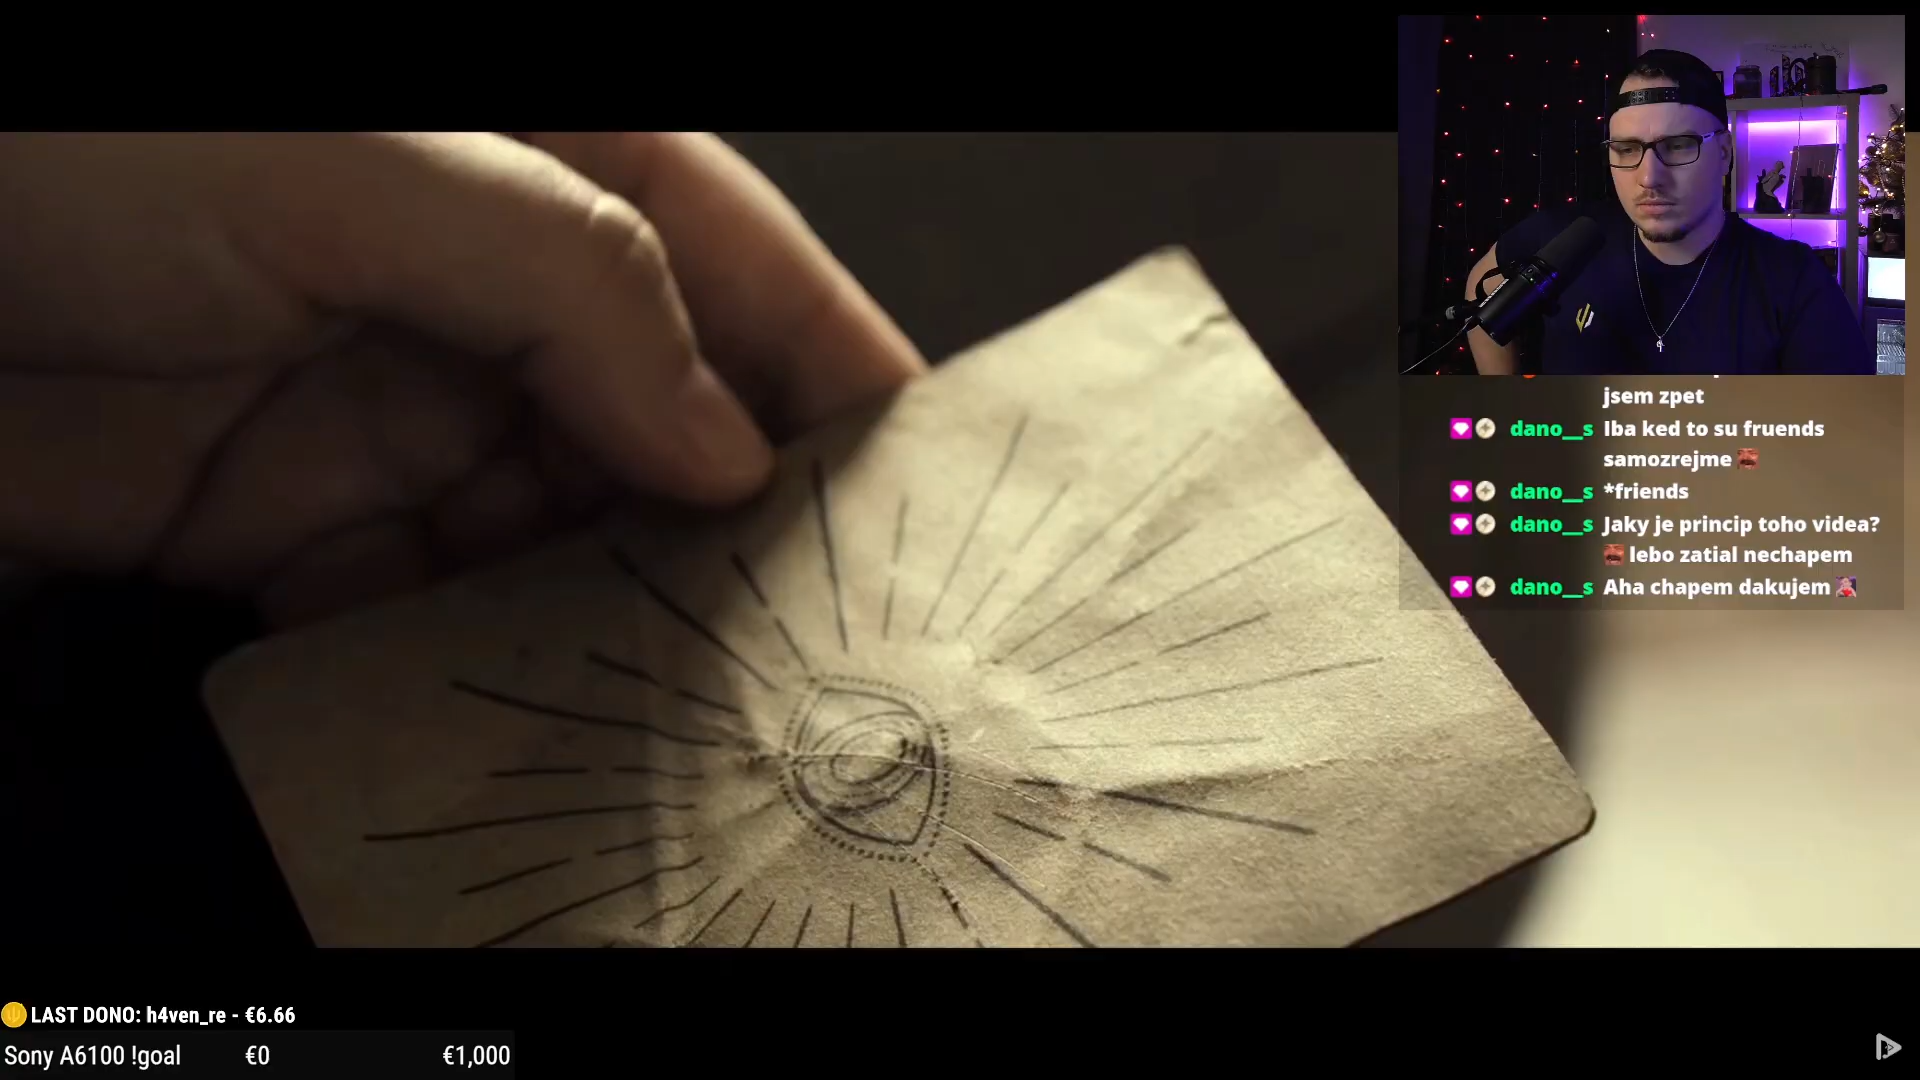 jsem zpet
dano__s Iba ked to su fruends
samozrejme
dano__s *friends
dano__s Jaky je princip toho videa?
lebo zatial nechapem
dano__s Aha chapem dakujem
LAST DONO: h4ven_re - €6.66
Sony A6100 !goal €0 €1,000